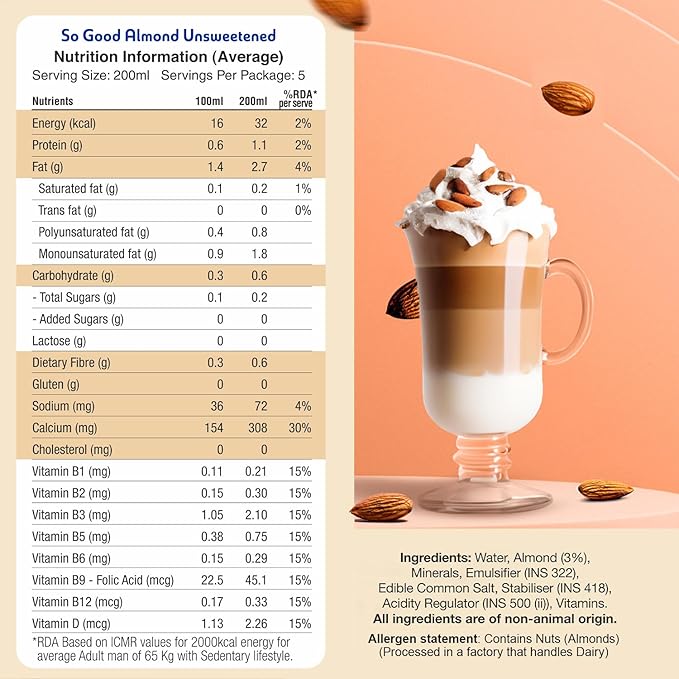 So Good Almond Unsweetened
Nutrition Information (Average)
Serving Size: 200ml Servings Per Package: 5
Nutrients 100ml 200ml %RDA* per serve
Energy (kcal) 16 32 2%
Protein (g) 0.6 1.1 2%
Fat (g) 1.4 2.7 4%
Saturated fat (g) 0.1 0.2 1%
Trans fat (g) 0 0 0%
Polyunsaturated fat (g) 0.4 0.8
Monounsaturated fat (g) 0.9 1.8
Carbohydrate (g) 0.3 0.6
- Total Sugars (g) 0.1 0.2
- Added Sugars (g) 0 0
Lactose (g) 0 0
Dietary Fibre (g) 0.3 0.6
Gluten (g) 0 0
Sodium (mg) 36 72 4%
Calcium (mg) 154 308 30%
Cholesterol (mg) 0 0
Vitamin B1 (mg) 0.11 0.21 15%
Vitamin B2 (mg) 0.15 0.30 15%
Vitamin B3 (mg) 1.05 2.10 15%
Vitamin B5 (mg) 0.38 0.75 15%
Vitamin B6 (mg) 0.15 0.29 15%
Vitamin B9 - Folic Acid (mcg) 22.5 45.1 15%
Vitamin B12 (mcg) 0.17 0.33 15%
Vitamin D (mcg) 1.13 2.26 15%
*RDA Based on ICMR values for 2000kcal energy for
average Adult man of 65 Kg with Sedentary lifestyle.
Ingredients: Water, Almond (3%),
Minerals, Emulsifier (INS 322),
Edible Common Salt, Stabiliser (INS 418),
Acidity Regulator (INS 500 (ii)), Vitamins.
All ingredients are of non-animal origin.
Allergen statement: Contains Nuts (Almonds)
(Processed in a factory that handles Dairy)